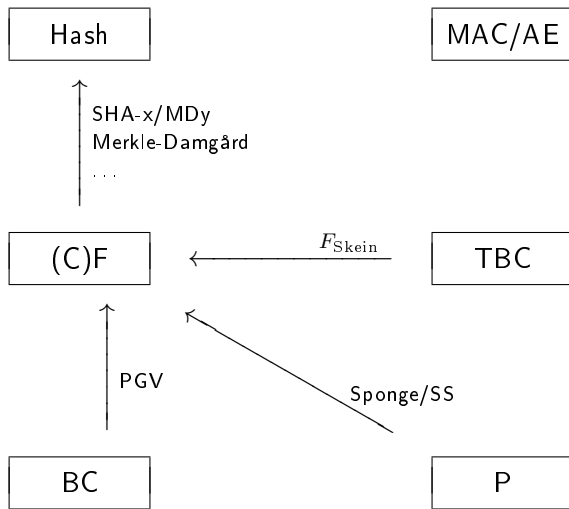 Hash
MAC/AE
SHA-x/MDy
Merkle-Damgård
...
F_Skein
(C)F
TBC
PGV
Sponge/SS
BC
P